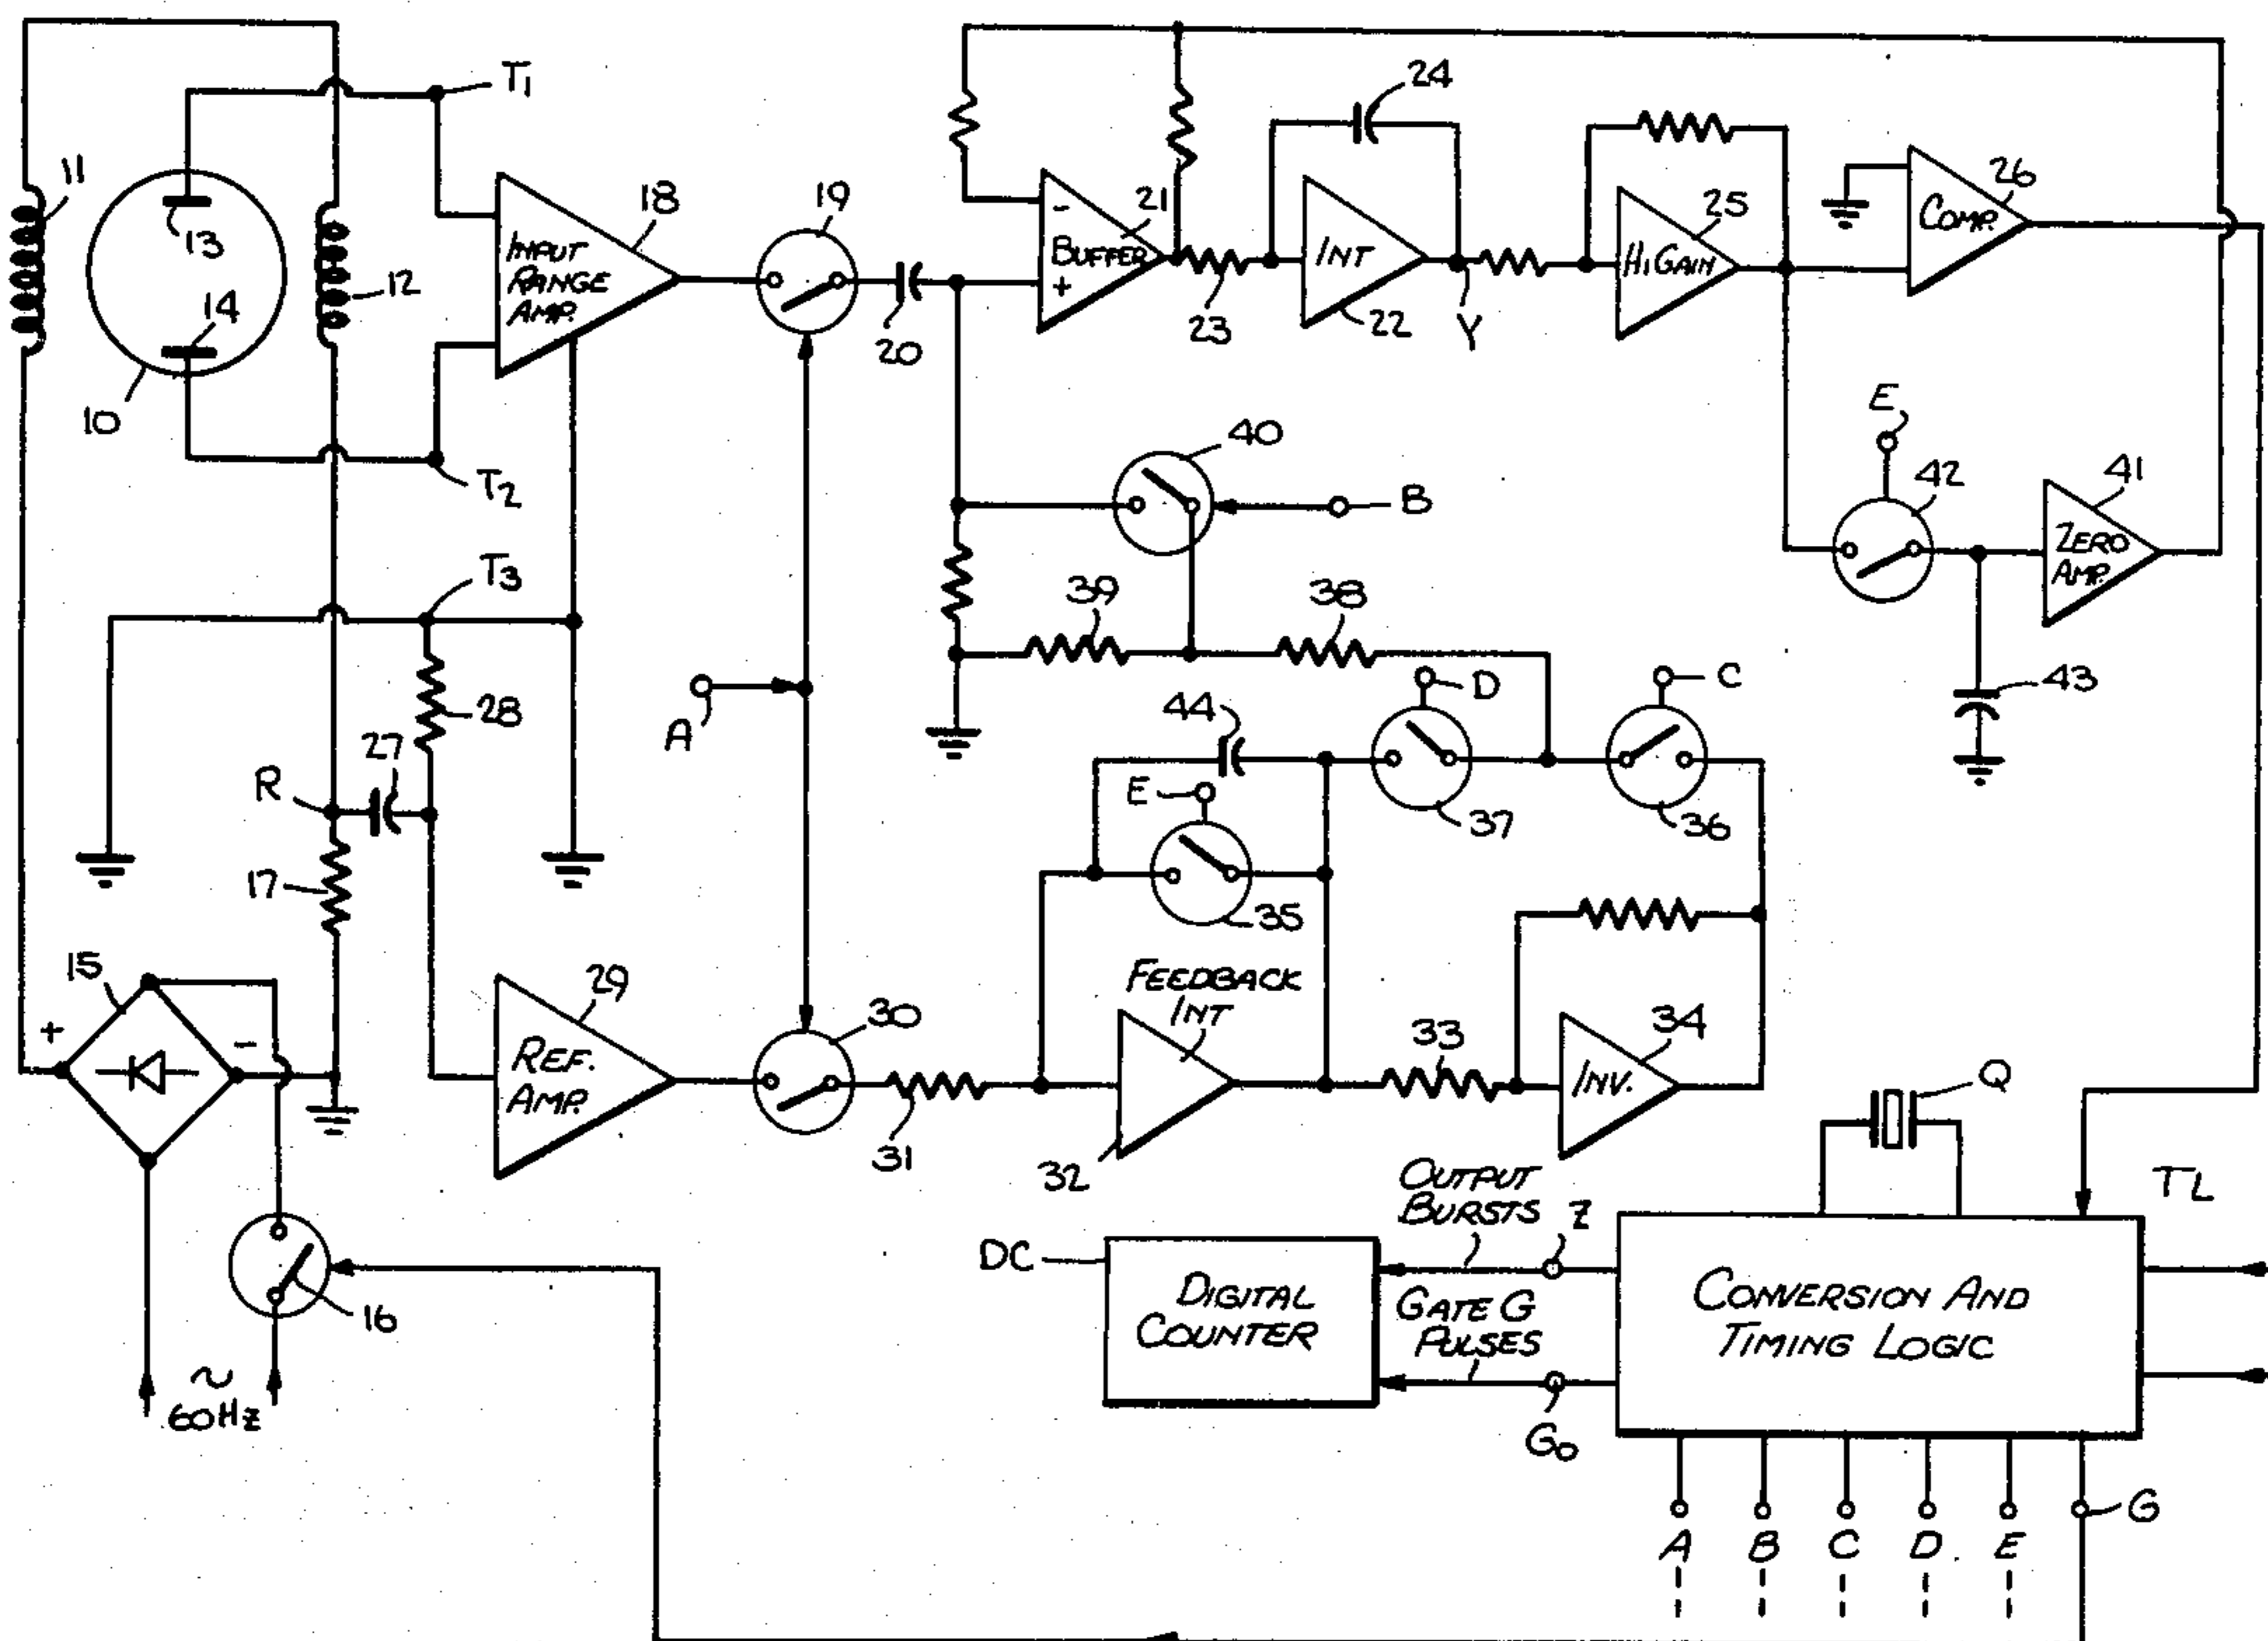 T1
11
13
14
12
10
T2
INPUT
RANGE
AMP.
18
19
20
-
21
BUFFER
+
23
24
INT
22
Y
HI GAIN
25
COMP.
26
40
B
E
42
41
ZERO
AMP.
43
39
38
T3
28
27
R
17
A
44
D
C
E
37
36
35
15
+
-
REF.
AMP.
29
30
31
FEEDBACK
INT
32
33
INV.
34
Q
TL
16
~
60HZ
DC
DIGITAL
COUNTER
OUTPUT
BURSTS
Z
GATE G
PULSES
GO
CONVERSION AND
TIMING LOGIC
A B C D E G